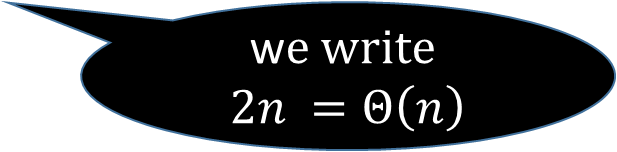 we write
2n = Θ(n)